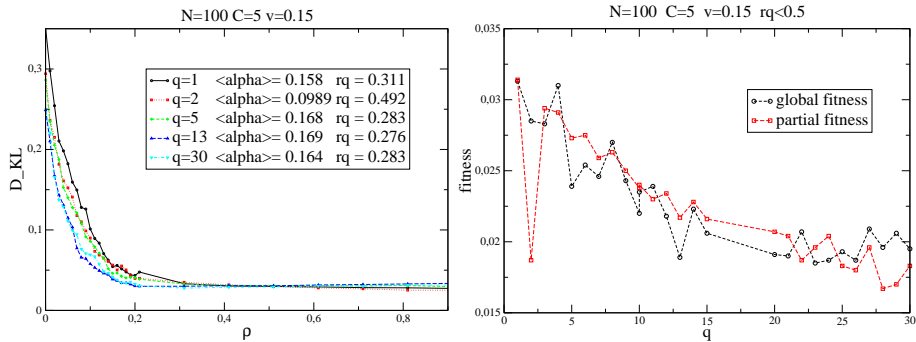 N=100 C=5 v=0.15
D_KL
0,3
0,2
0,1
0
0,2
0,4
0,6
0,8
ρ
q=1 <alpha>= 0.158 rq = 0.311
q=2 <alpha>= 0.0989 rq = 0.492
q=5 <alpha>= 0.168 rq = 0.283
q=13 <alpha>= 0.169 rq = 0.276
q=30 <alpha>= 0.164 rq = 0.283
N=100 C=5 v=0.15 rq<0.5
fitness
0,035
0,03
0,025
0,02
0,015
0
5
10
15
20
25
30
q
global fitness
partial fitness